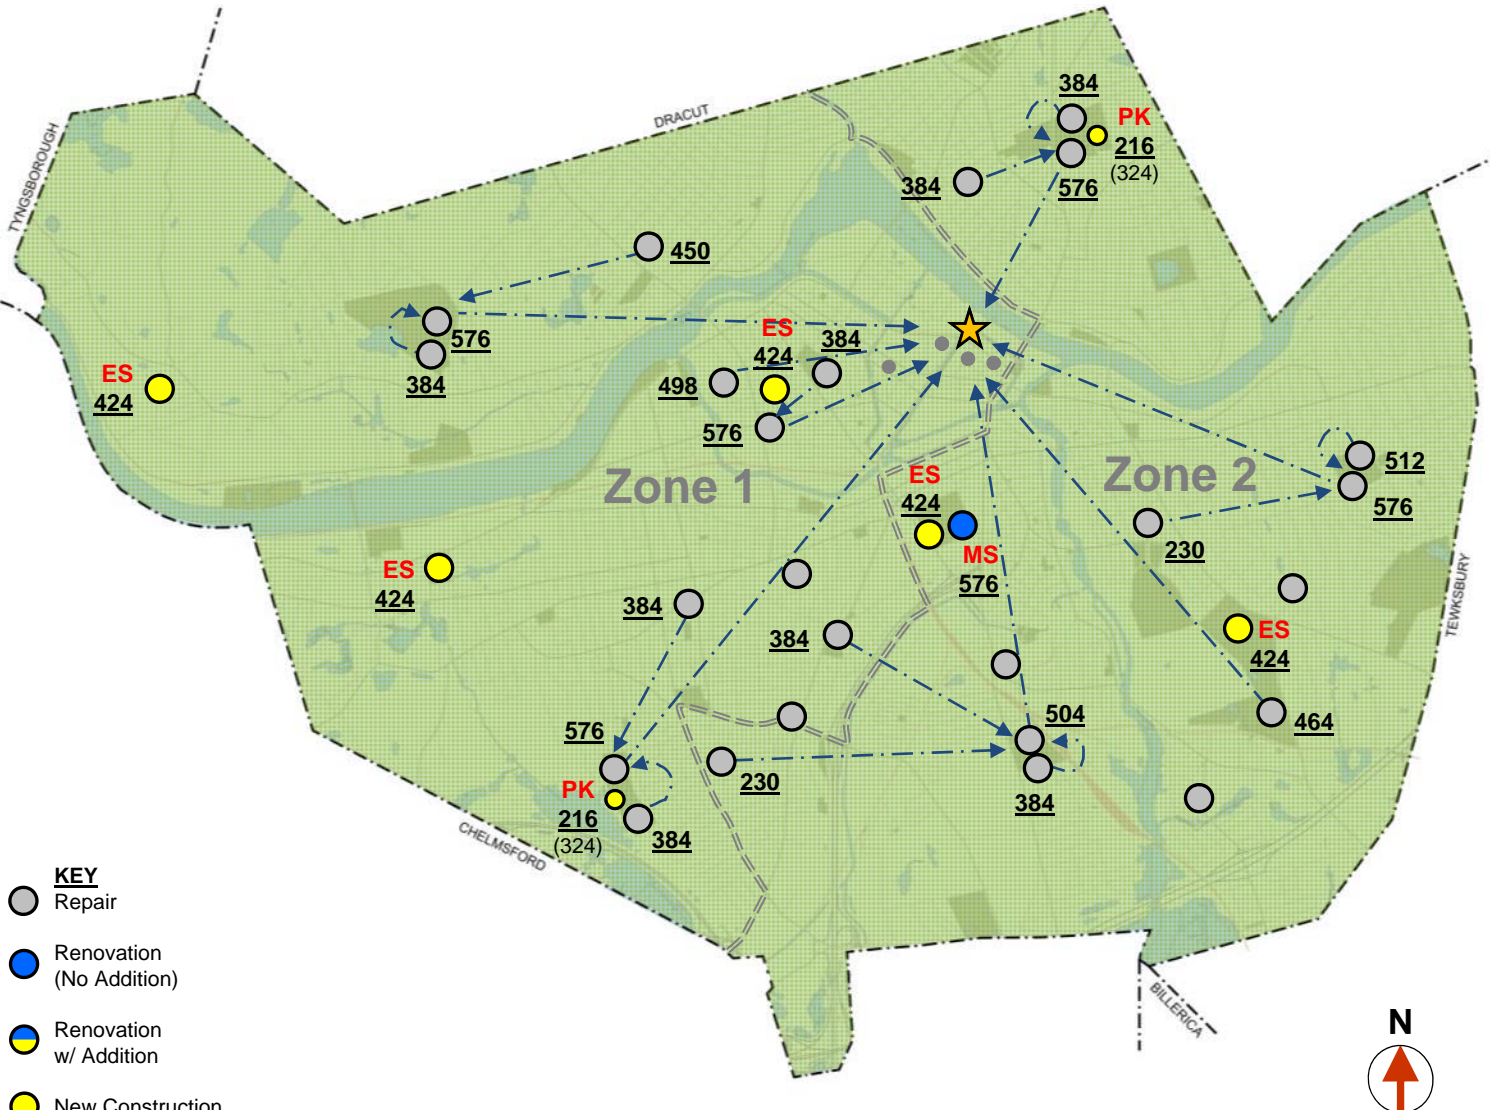 TYNGSBOROUGH
DRACUT
384
PK
216
(324)
384
576
450
576
384
ES
424
ES
424
384
498
576
Zone 1
Zone 2
512
576
230
ES
424
MS
576
ES
424
384
384
ES
424
464
TEWKSBURY
576
504
230
384
PK
216
(324)
384
CHELMSFORD
BILLERICA
KEY
Repair
Renovation
(No Addition)
Renovation
w/ Addition
New Construction
N